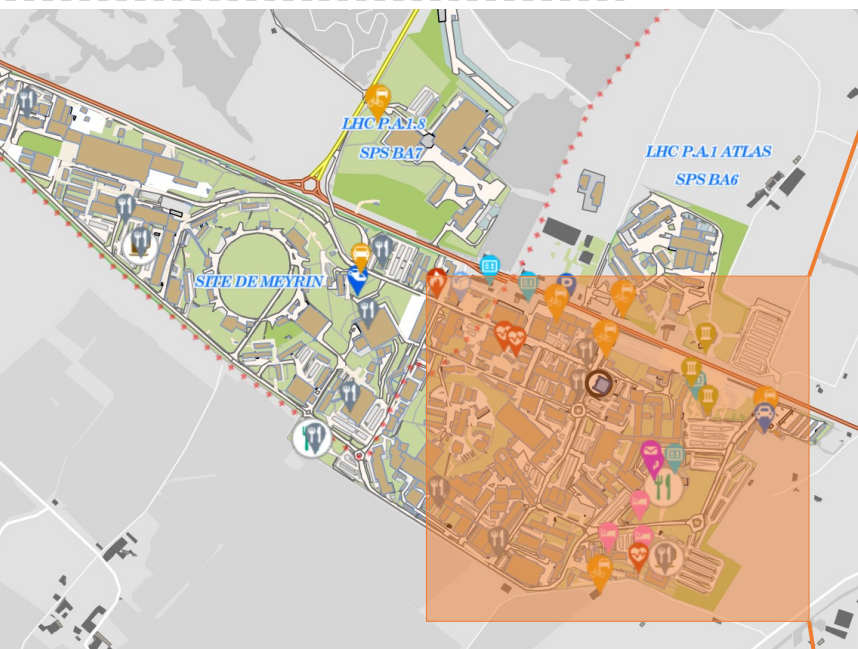 LHC P.A.1.8
SPS BA7
LHC P.A.1 ATLAS
SPS BA6
SITE DE MEYRIN